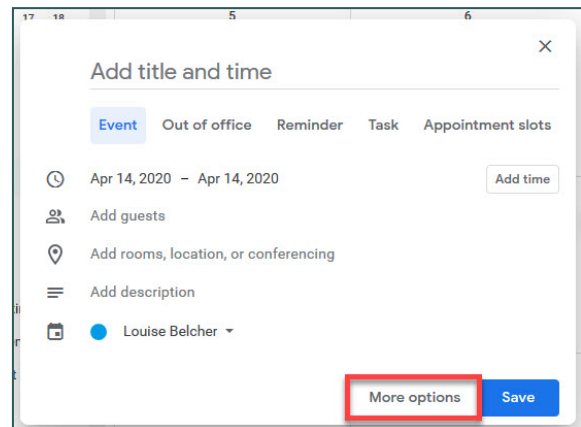 17 18 5 6
Add title and time
Event Out of office Reminder Task Appointment slots
Apr 14, 2020 – Apr 14, 2020 Add time
Add guests
Add rooms, location, or conferencing
Add description
Louise Belcher
More options Save